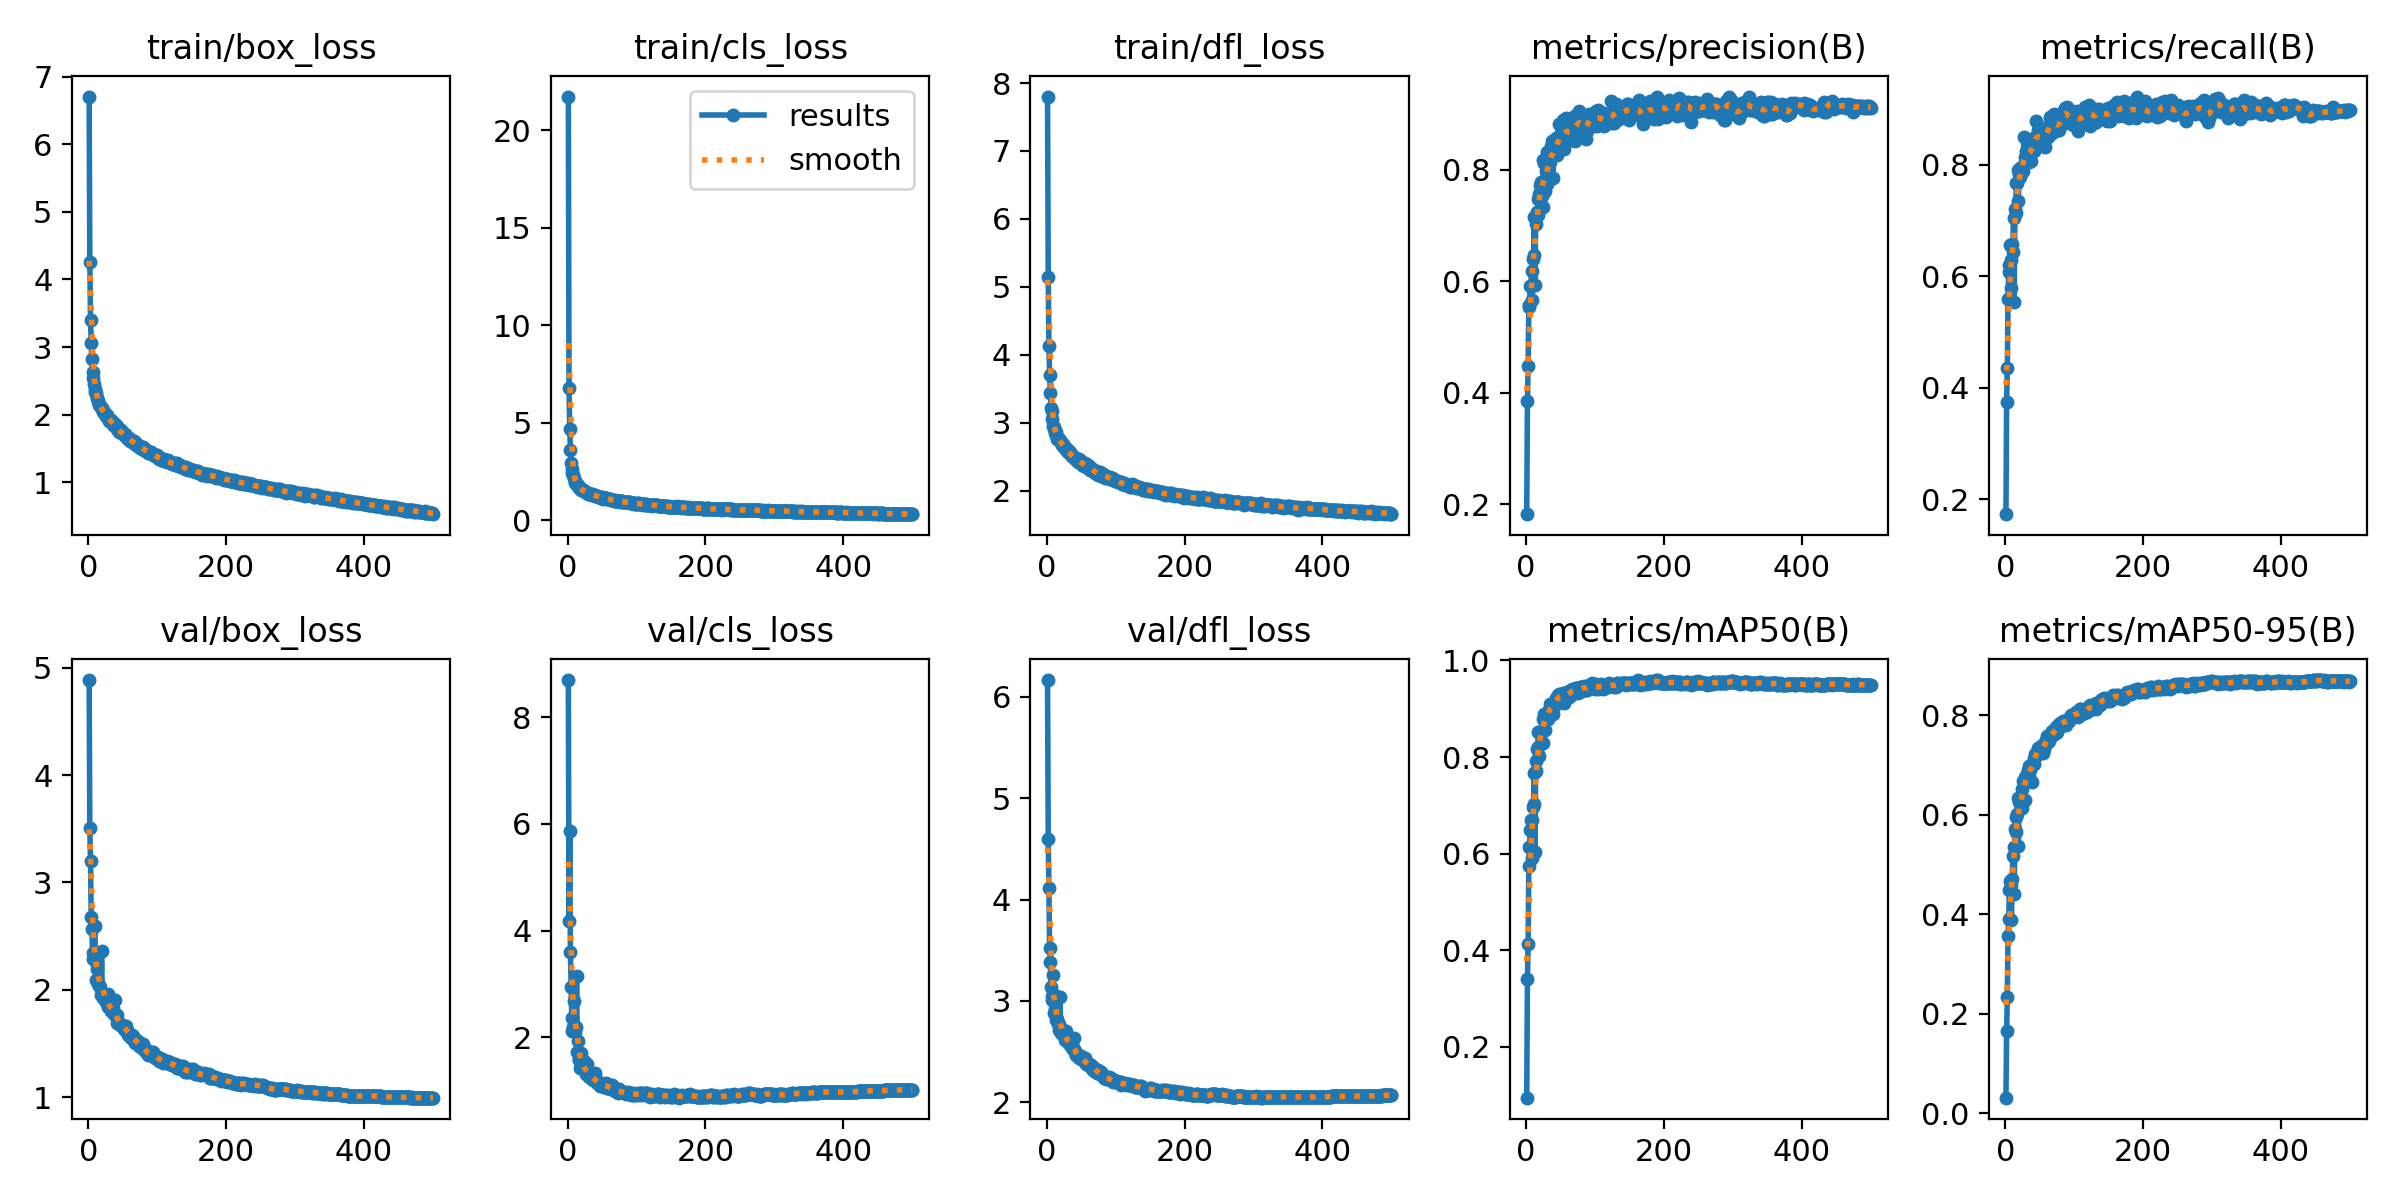 train/box_loss
7
6
5
4
3
2
1
0 200 400
train/cls_loss
results
smooth
20
15
10
5
0
0 200 400
train/dfl_loss
8
7
6
5
4
3
2
0 200 400
metrics/precision(B)
0.8
0.6
0.4
0.2
0 200 400
metrics/recall(B)
0.8
0.6
0.4
0.2
0 200 400
val/box_loss
5
4
3
2
1
0 200 400
val/cls_loss
8
6
4
2
0 200 400
val/dfl_loss
6
5
4
3
2
0 200 400
metrics/mAP50(B)
1.0
0.8
0.6
0.4
0.2
0 200 400
metrics/mAP50-95(B)
0.8
0.6
0.4
0.2
0.0
0 200 400